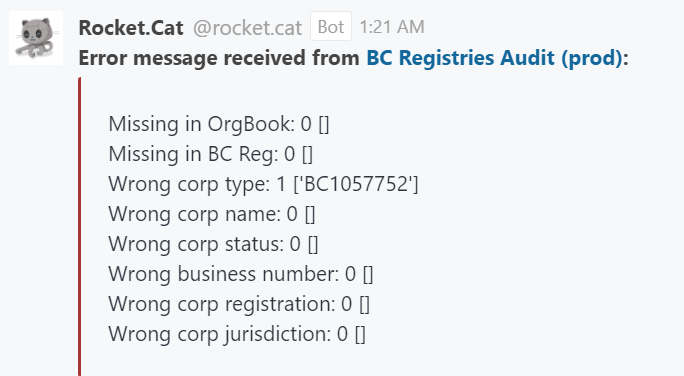 Rocket.Cat @rocket.cat Bot 1:21 AM
Error message received from BC Registries Audit (prod):
Missing in OrgBook: 0 []
Missing in BC Reg: 0 []
Wrong corp type: 1 ['BC1057752']
Wrong corp name: 0 []
Wrong corp status: 0 []
Wrong business number: 0 []
Wrong corp registration: 0 []
Wrong corp jurisdiction: 0 []